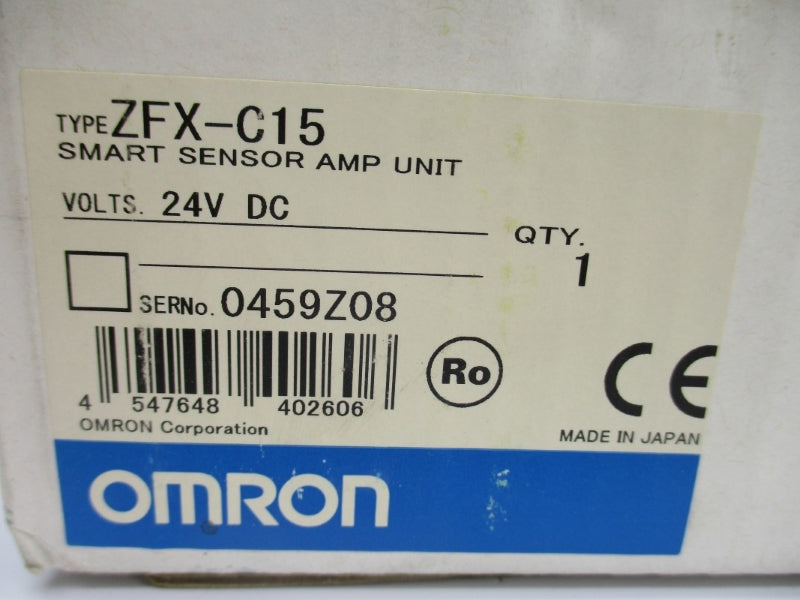 TYPE ZFX-C15
SMART SENSOR AMP UNIT
VOLTS. 24V DC
QTY.
1
SERNo. 0459Z08
4 547648 402606
Ro
CE
OMRON Corporation
MADE IN JAPAN
OMRON